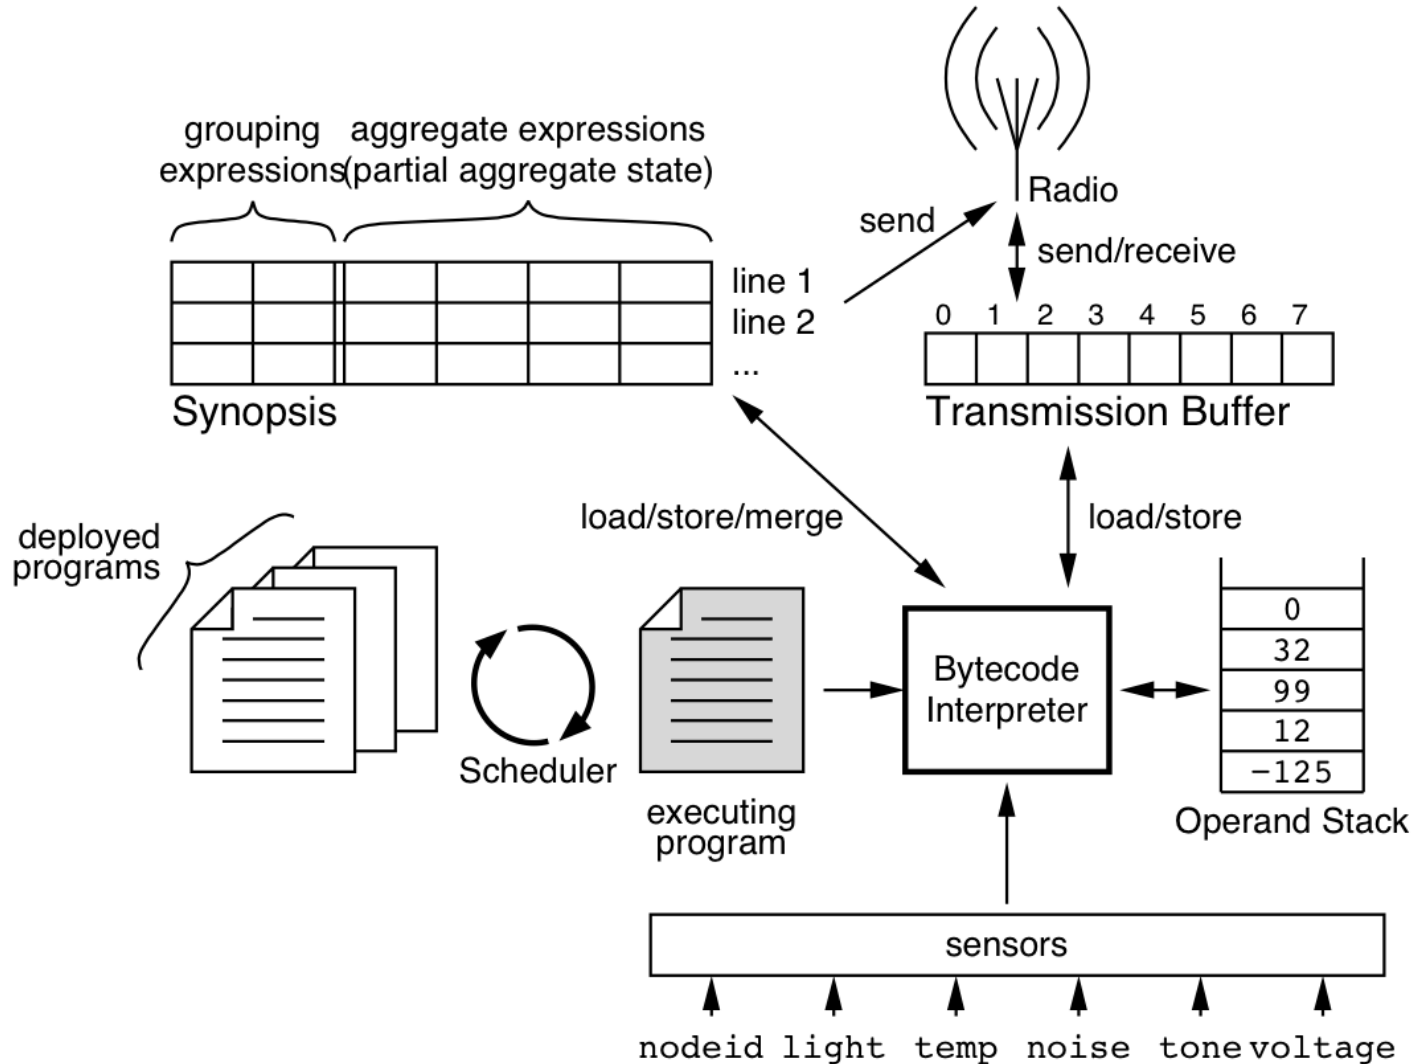 grouping
expressions
aggregate expressions
(partial aggregate state)
Radio
send
send/receive
line 1
line 2
...
0 1 2 3 4 5 6 7
Synopsis
Transmission Buffer
load/store/merge
load/store
deployed
programs
Scheduler
executing
program
Bytecode
Interpreter
0
32
99
12
−125
Operand Stack
sensors
nodeid light temp noise tone voltage